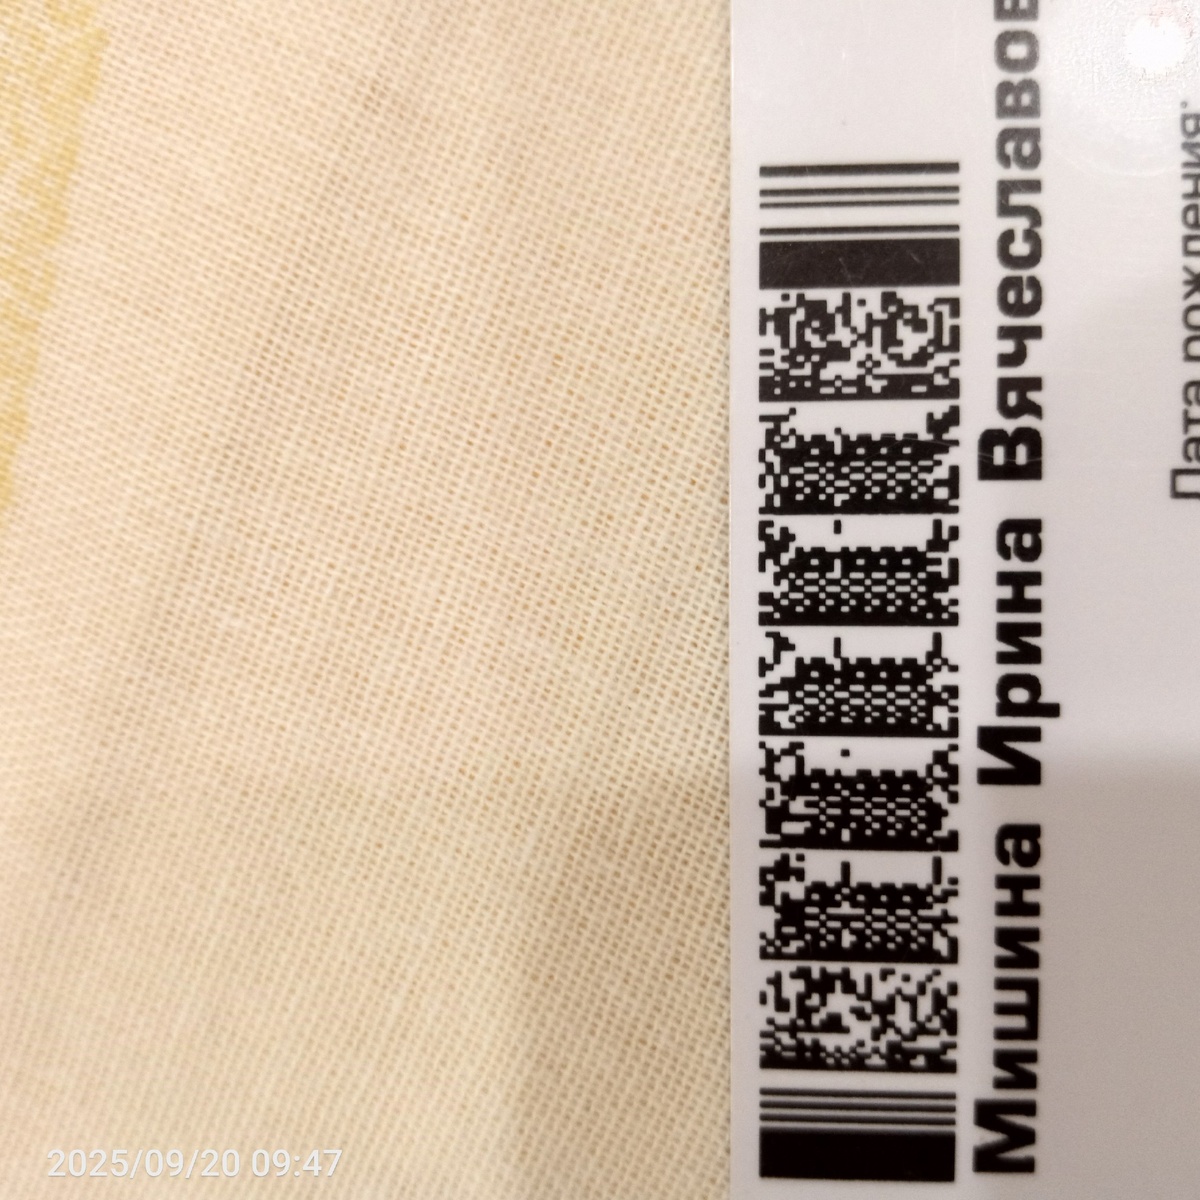 Мишина Ирина Вячеславов
Дата рождения:
2025/09/20 09:47